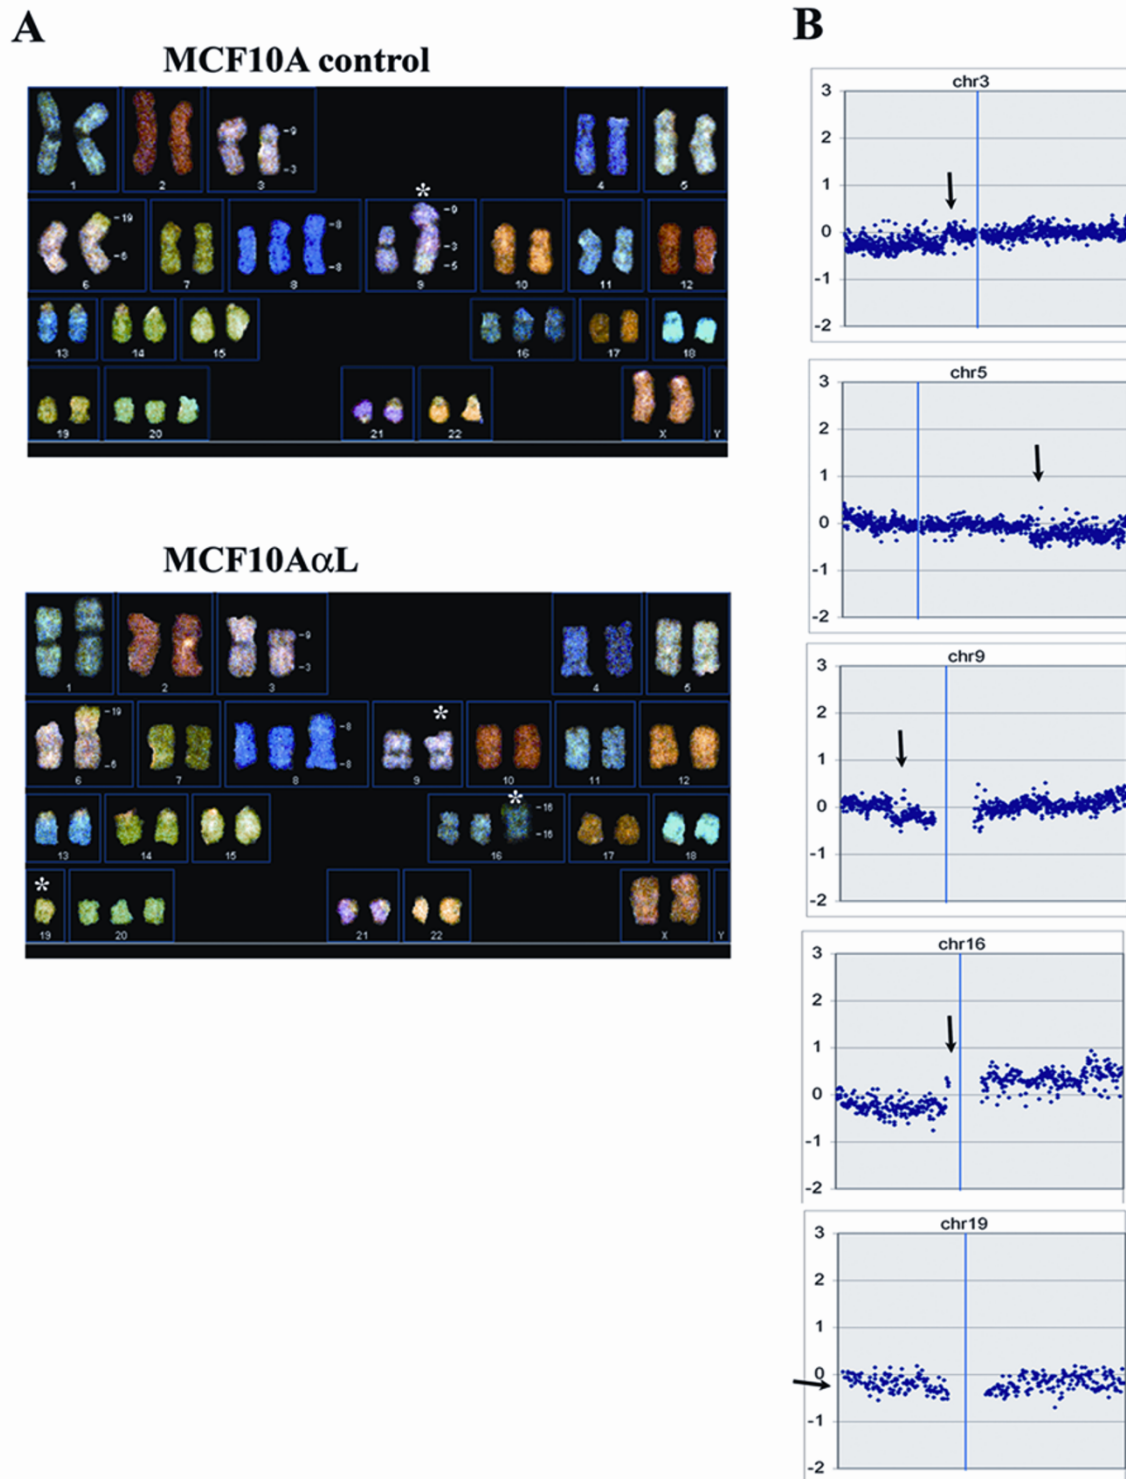 A
B
MCF10A control
1 2 3 -9 -3 4 5
*
6 -19 -6 7 8 -8 -8 9 -9 -3 -5 10 11 12
13 14 15 16 17 18
19 20 21 22 X Y
MCF10AαL
1 2 3 -9 -3 4 5
*
6 -19 -6 7 8 -8 -8 9 10 11 12
*
13 14 15 16 -16 -16 17 18
*
19 20 21 22 X Y
chr3
3
2
1
0
-1
-2
chr5
3
2
1
0
-1
-2
chr9
3
2
1
0
-1
-2
chr16
3
2
1
0
-1
-2
chr19
3
2
1
0
-1
-2